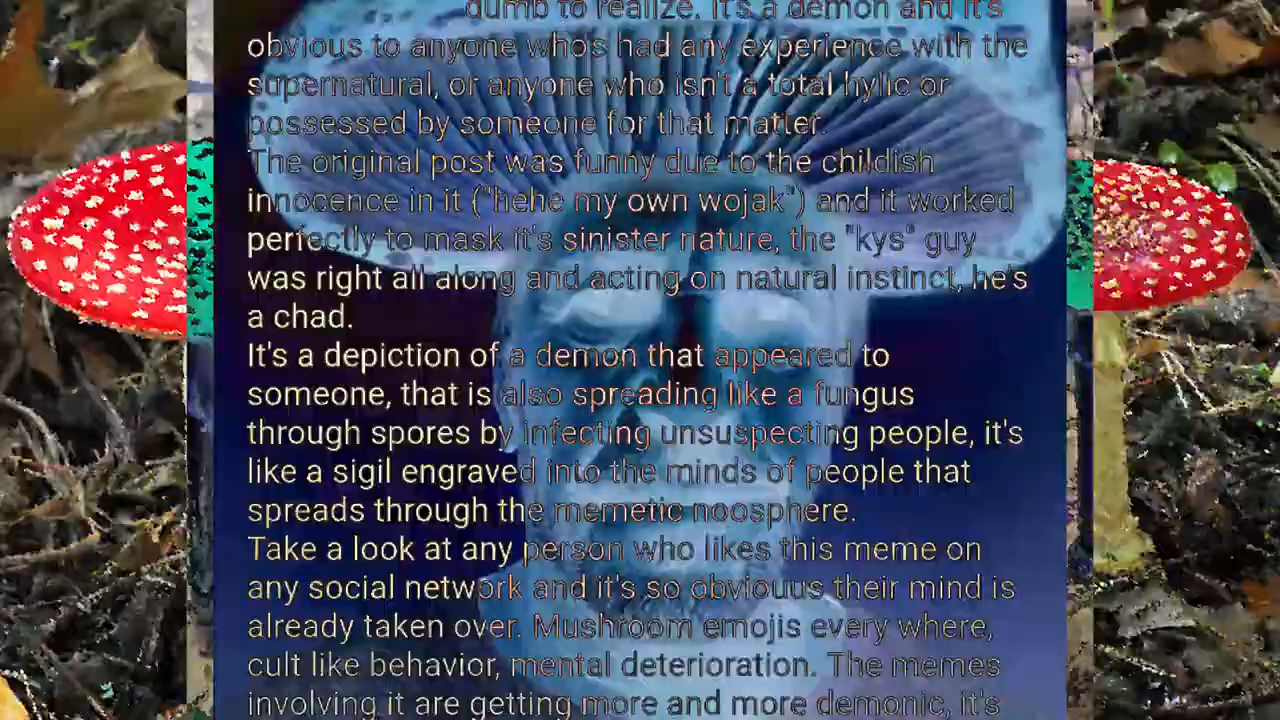 dumb to realize. It's a demon and it's
obvious to anyone who's had any experience with the
supernatural, or anyone who isn't a total hylic or
possessed by someone for that matter.
The original post was funny due to the childish
innocence in it ("hehe my own wojak") and it worked
perfectly to mask it's sinister nature, the "kys" guy
was right all along and acting on natural instinct, he's
a chad.
It's a depiction of a demon that appeared to
someone, that is also spreading like a fungus
through spores by infecting unsuspecting people, it's
like a sigil engraved into the minds of people that
spreads through the memetic noosphere.
Take a look at any person who likes this meme on
any social network and it's so obviouus their mind is
already taken over. Mushroom emojis every where,
cult like behavior, mental deterioration. The memes
involving it are getting more and more demonic, it's